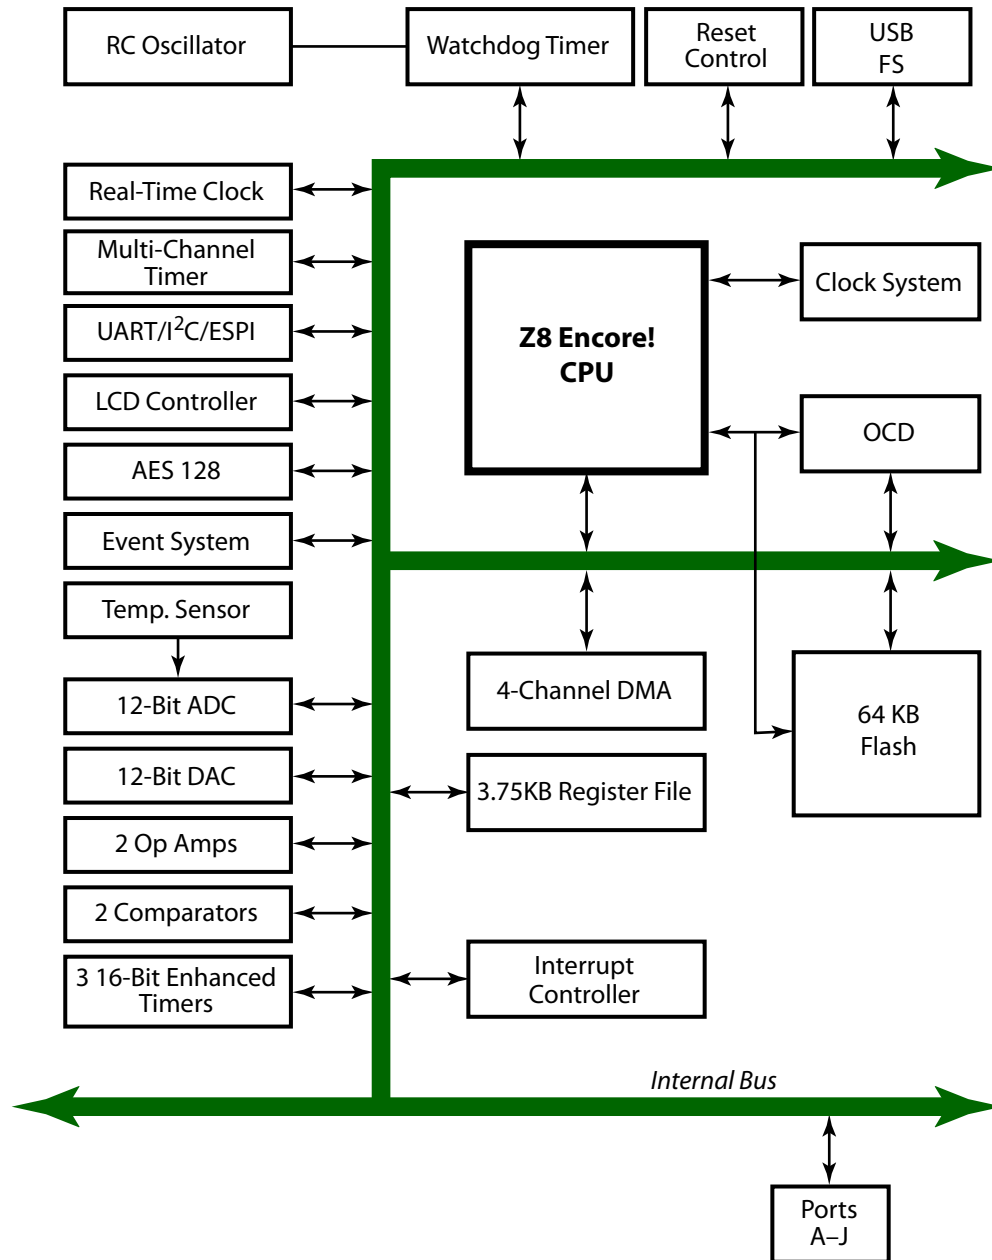 RC Oscillator
Watchdog Timer
Reset
Control
USB
FS
Real-Time Clock
Multi-Channel
Timer
UART/I²C/ESPI
LCD Controller
AES 128
Event System
Temp. Sensor
12-Bit ADC
12-Bit DAC
2 Op Amps
2 Comparators
3 16-Bit Enhanced
Timers
Z8 Encore!
CPU
Clock System
OCD
4-Channel DMA
64 KB
Flash
3.75KB Register File
Interrupt
Controller
Internal Bus
Ports
A–J